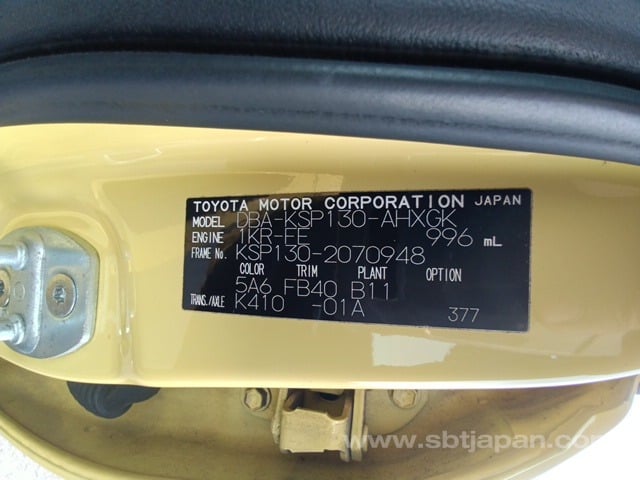 TOYOTA MOTOR CORPORATION JAPAN
MODEL DBA-KSP130-AHXGK
ENGINE 1KR-FE 996 mL
FRAME No. KSP130-2070948
COLOR TRIM PLANT OPTION
5A6 FB40 B11
TRANS./AXLE K410 -01A
377
www.sbtjapan.com